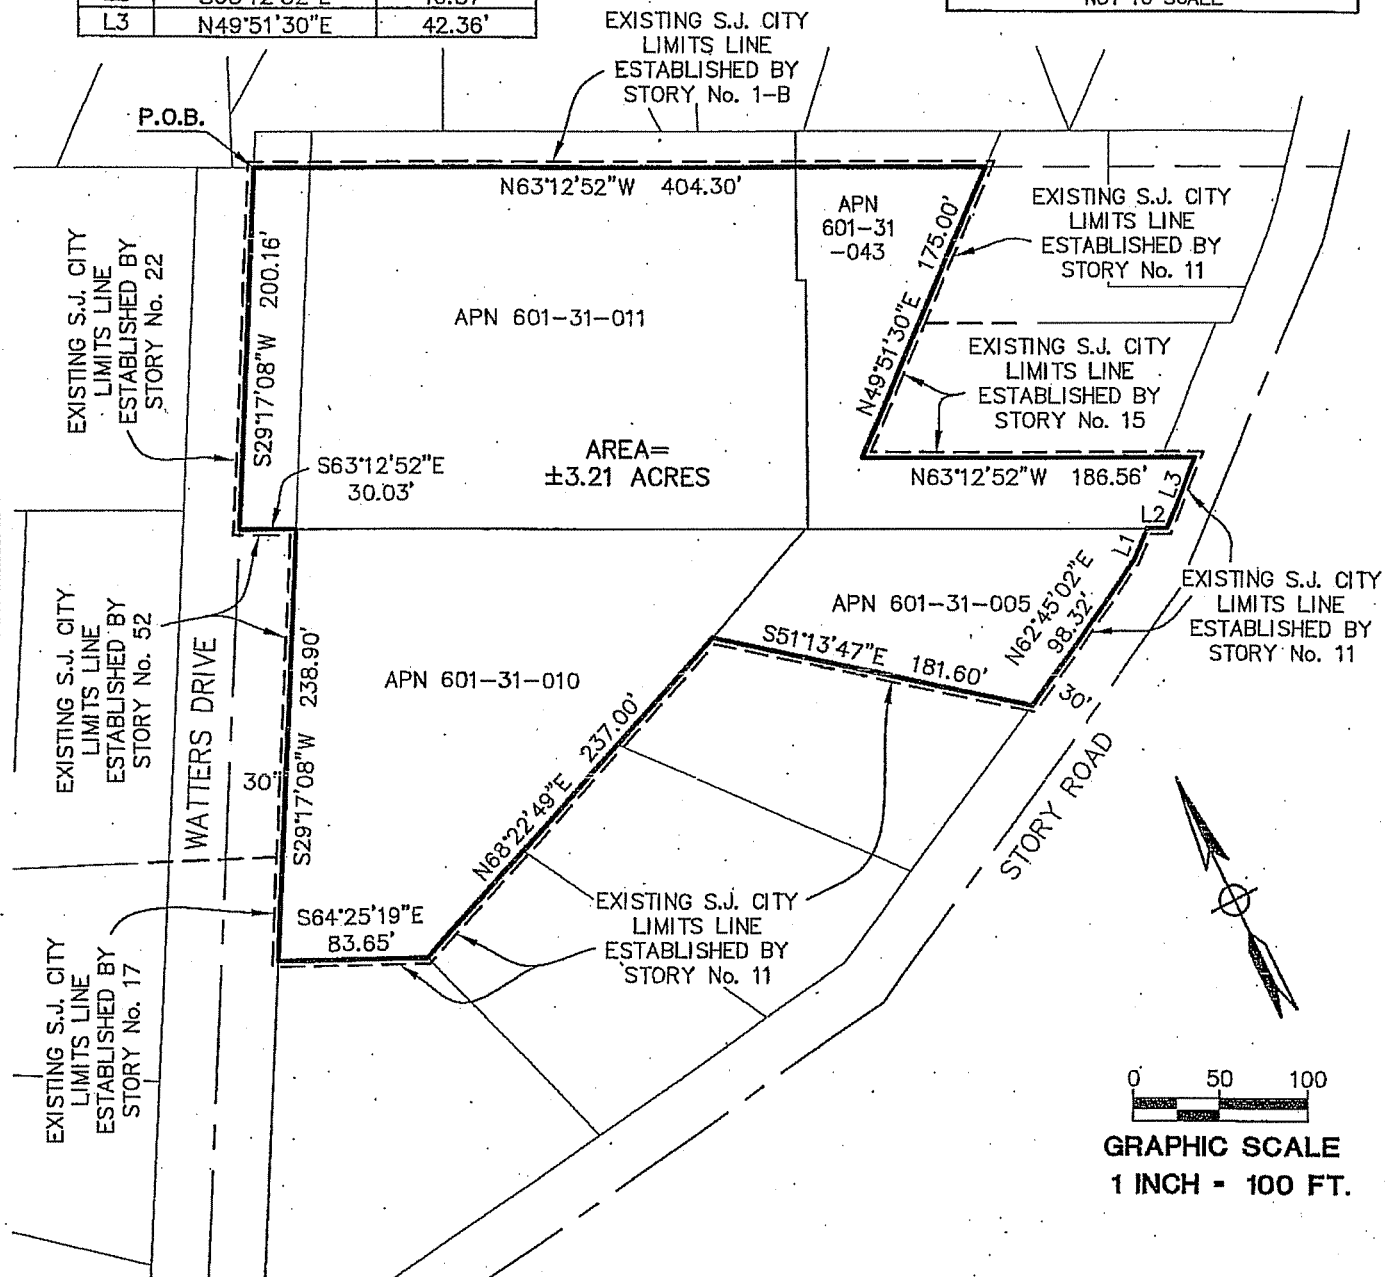 L3 N49°51'30"E 42.36'
EXISTING S.J. CITY
LIMITS LINE
ESTABLISHED BY
STORY No. 1-B
P.O.B.
N63°12'52"W 404.30'
APN
601-31
-043
N49°51'30"E 175.00'
EXISTING S.J. CITY
LIMITS LINE
ESTABLISHED BY
STORY No. 11
EXISTING S.J. CITY
LIMITS LINE
ESTABLISHED BY
STORY No. 22
S29°17'08"W 200.16'
APN 601-31-011
EXISTING S.J. CITY
LIMITS LINE
ESTABLISHED BY
STORY No. 15
AREA=
±3.21 ACRES
S63°12'52"E
30.03'
N63°12'52"W 186.56'
L3
L2
L1
EXISTING S.J. CITY
LIMITS LINE
ESTABLISHED BY
STORY No. 52
WATTERS DRIVE
30'
S29°17'08"W 238.90'
APN 601-31-010
APN 601-31-005
N62°45'02"E
98.32'
EXISTING S.J. CITY
LIMITS LINE
ESTABLISHED BY
STORY No. 11
S51°13'47"E 181.60'
30'
STORY ROAD
N68°22'49"E 237.00'
S64°25'19"E
83.65'
EXISTING S.J. CITY
LIMITS LINE
ESTABLISHED BY
STORY No. 11
EXISTING S.J. CITY
LIMITS LINE
ESTABLISHED BY
STORY No. 17
0 50 100
GRAPHIC SCALE
1 INCH = 100 FT.